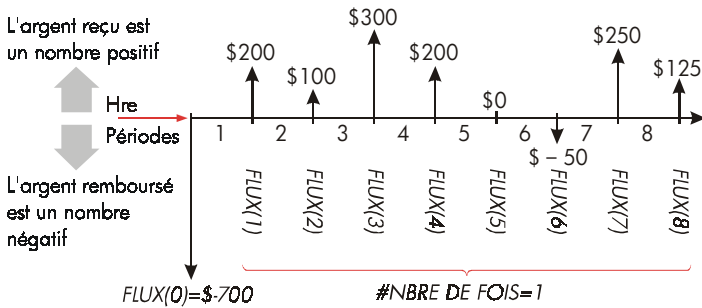 L'argent reçu est
un nombre positif
$200
$100
$300
$200
$0
$ – 50
$250
$125
Hre
Périodes
1 2 3 4 5 6 7 8
L'argent remboursé
est un nombre
négatif
FLUX(1)
FLUX(2)
FLUX(3)
FLUX(4)
FLUX(5)
FLUX(6)
FLUX(7)
FLUX(8)
FLUX(0)=$-700
#NBRE DE FOIS=1